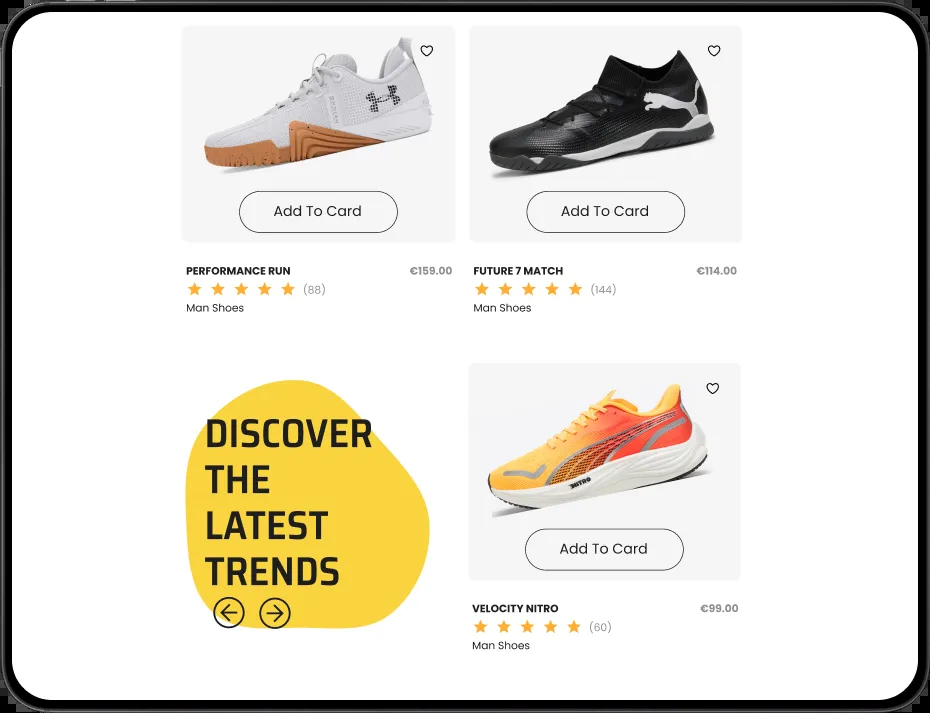 Add To Card
Add To Card
PERFORMANCE RUN €159.00
(88)
Man Shoes
FUTURE 7 MATCH €114.00
(144)
Man Shoes
DISCOVER
THE
LATEST
TRENDS
NITRO
Add To Card
VELOCITY NITRO €99.00
(60)
Man Shoes